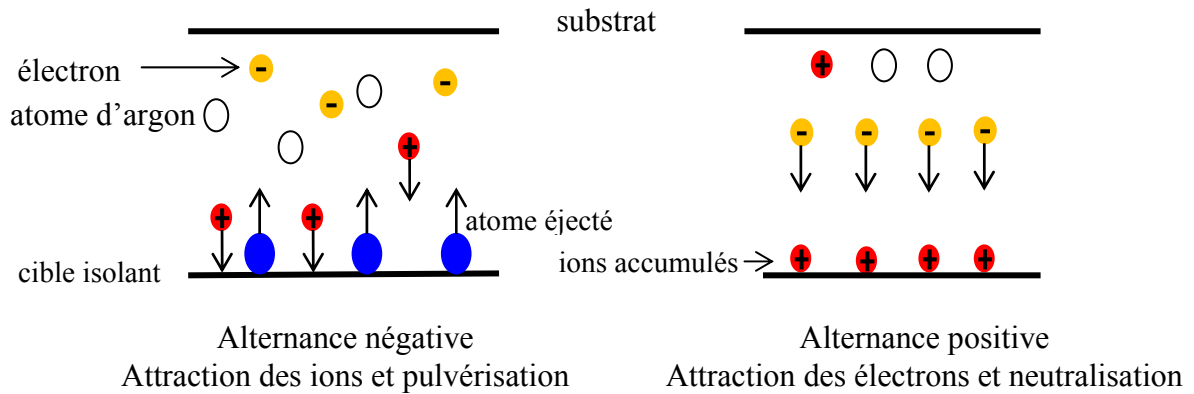 substrat
électron
atome d'argon
atome éjecté
cible isolant
ions accumulés
Alternance négative
Attraction des ions et pulvérisation
Alternance positive
Attraction des électrons et neutralisation